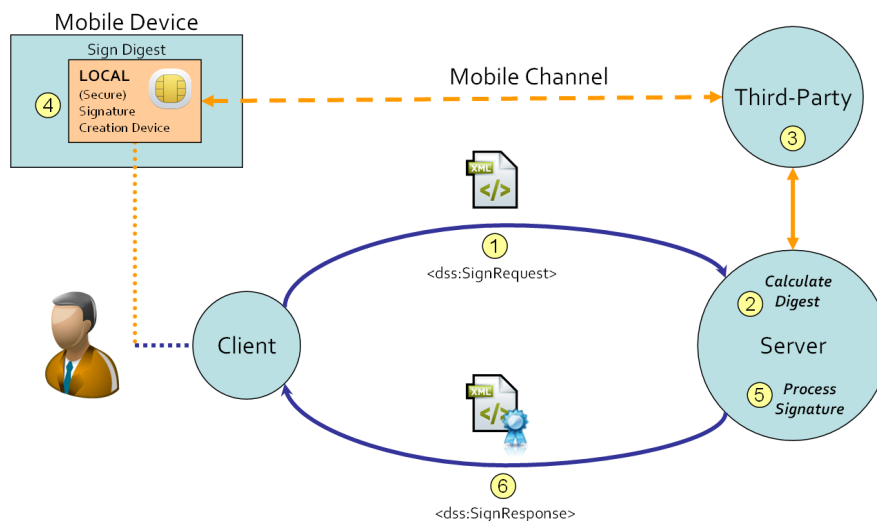 Mobile Device
Sign Digest
LOCAL
(Secure)
Signature
Creation Device
4
Mobile Channel
Third-Party
3
XML
</>
1
<dss:SignRequest>
2
Calculate
Digest
Client
Server
5
Process
Signature
XML
</>
6
<dss:SignResponse>